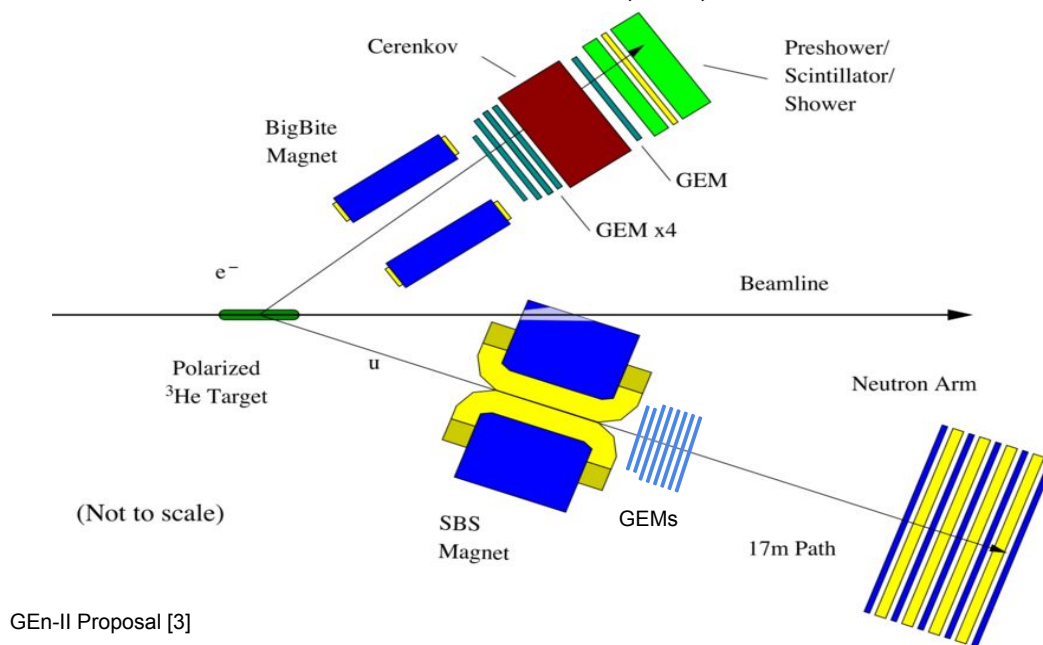 Cerenkov
Preshower/
Scintillator/
Shower
BigBite
Magnet
GEM
GEM x4
e⁻
Beamline
u
Polarized
³He Target
Neutron Arm
(Not to scale)
SBS
Magnet
GEMs
17m Path
GEn-II Proposal [3]